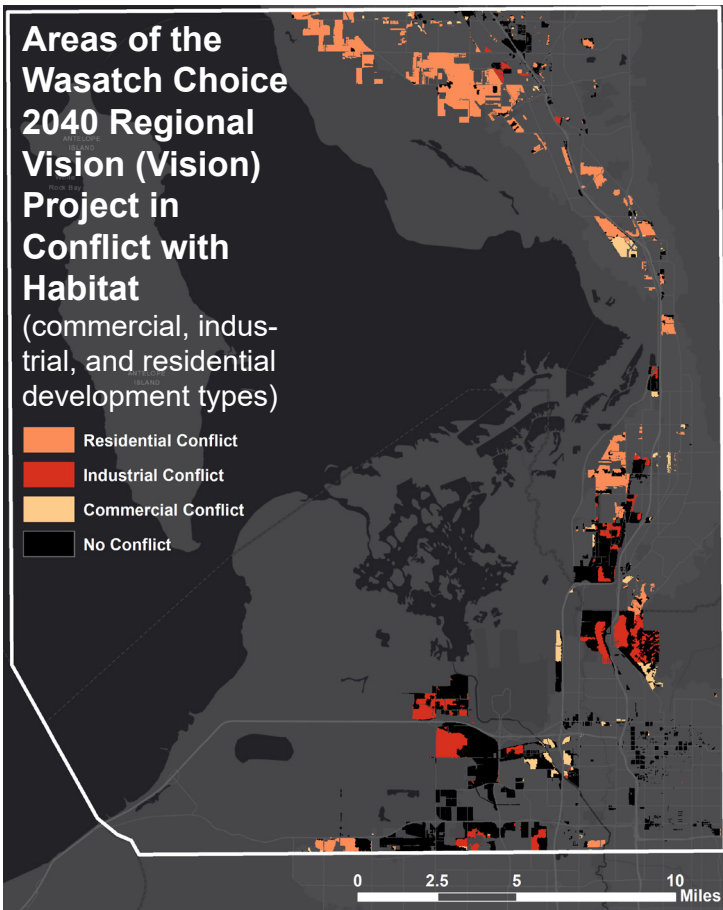 Areas of the
Wasatch Choice
2040 Regional
Vision (Vision)
Project in
Conflict with
Habitat
(commercial, indus-
trial, and residential
development types)
ANTELOPE
ISLAND
Rock Bay
ANTELOPE
ISLAND
Residential Conflict
Industrial Conflict
Commercial Conflict
No Conflict
0 2.5 5 10
Miles